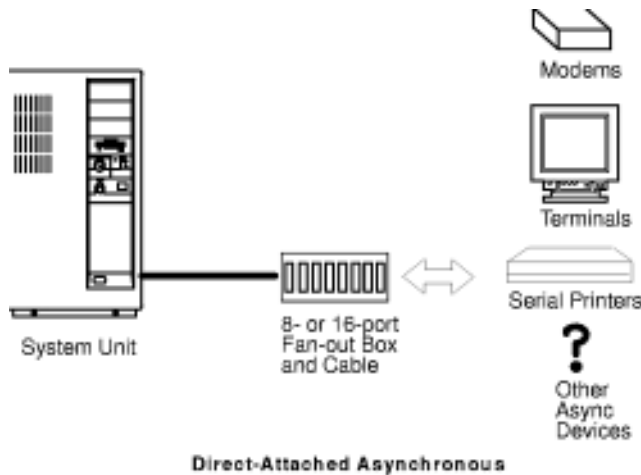 Modems
Terminals
Serial Printers
8- or 16-port
Fan-out Box
and Cable
System Unit
?
Other
Async
Devices
Direct-Attached Asynchronous